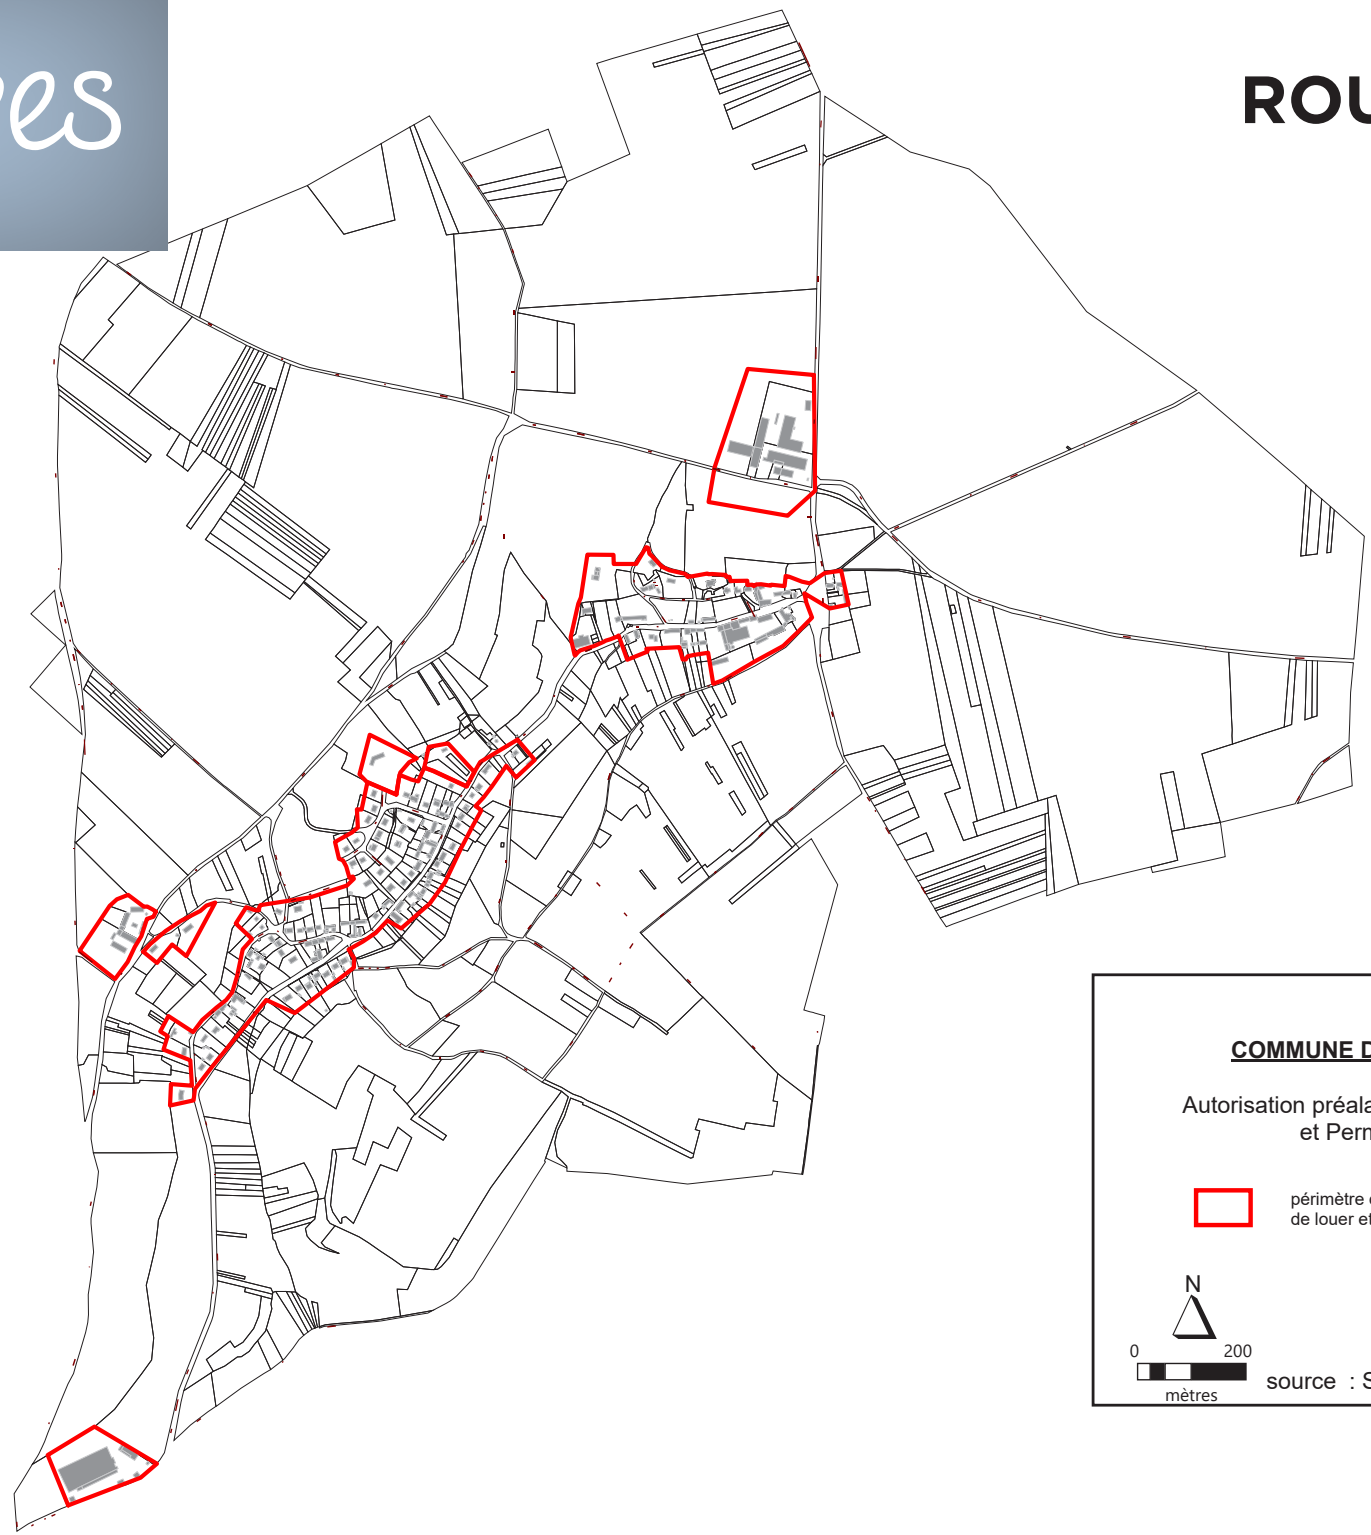 ROU
COMMUNE D
Autorisation préala
et Perm
périmètre
de louer et
N
0 200
mètres
source : S